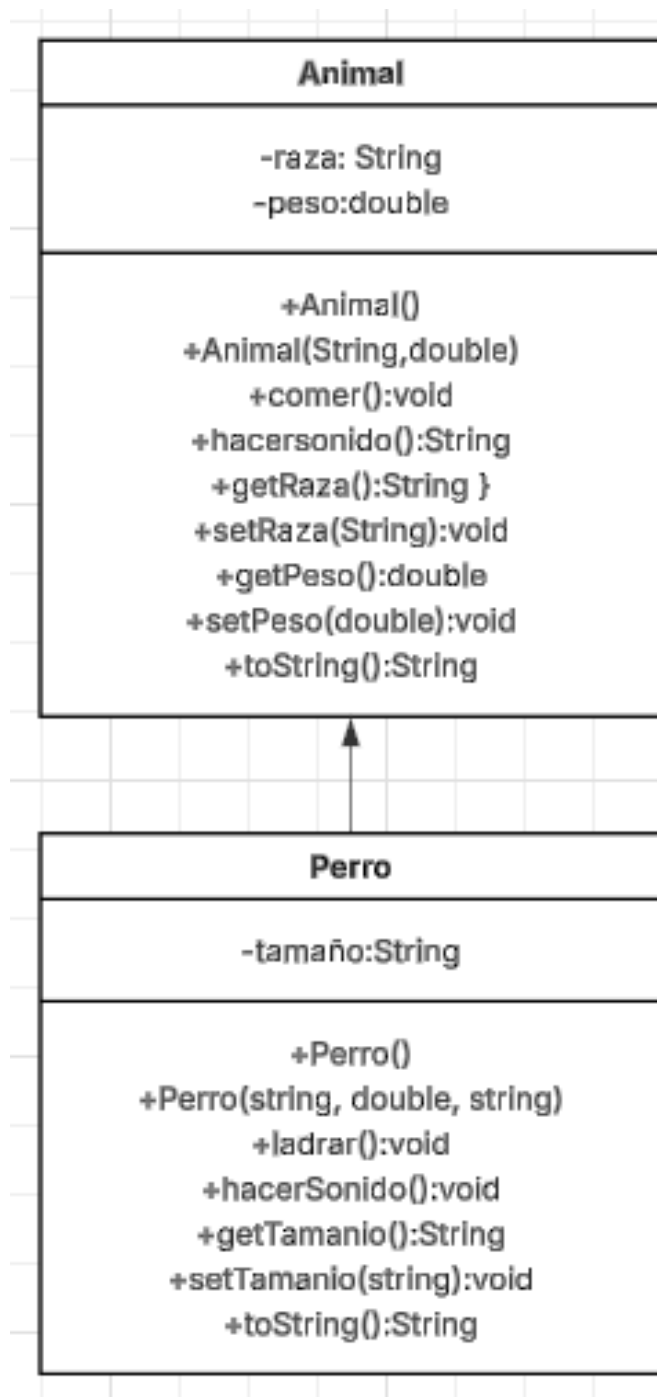 Animal
-raza: String
-peso:double
+Animal()
+Animal(String,double)
+comer():void
+hacersonido():String
+getRaza():String }
+setRaza(String):void
+getPeso():double
+setPeso(double):void
+toString():String
Perro
-tamaño:String
+Perro()
+Perro(string, double, string)
+ladrar():void
+hacerSonido():void
+getTamanio():String
+setTamanio(string):void
+toString():String